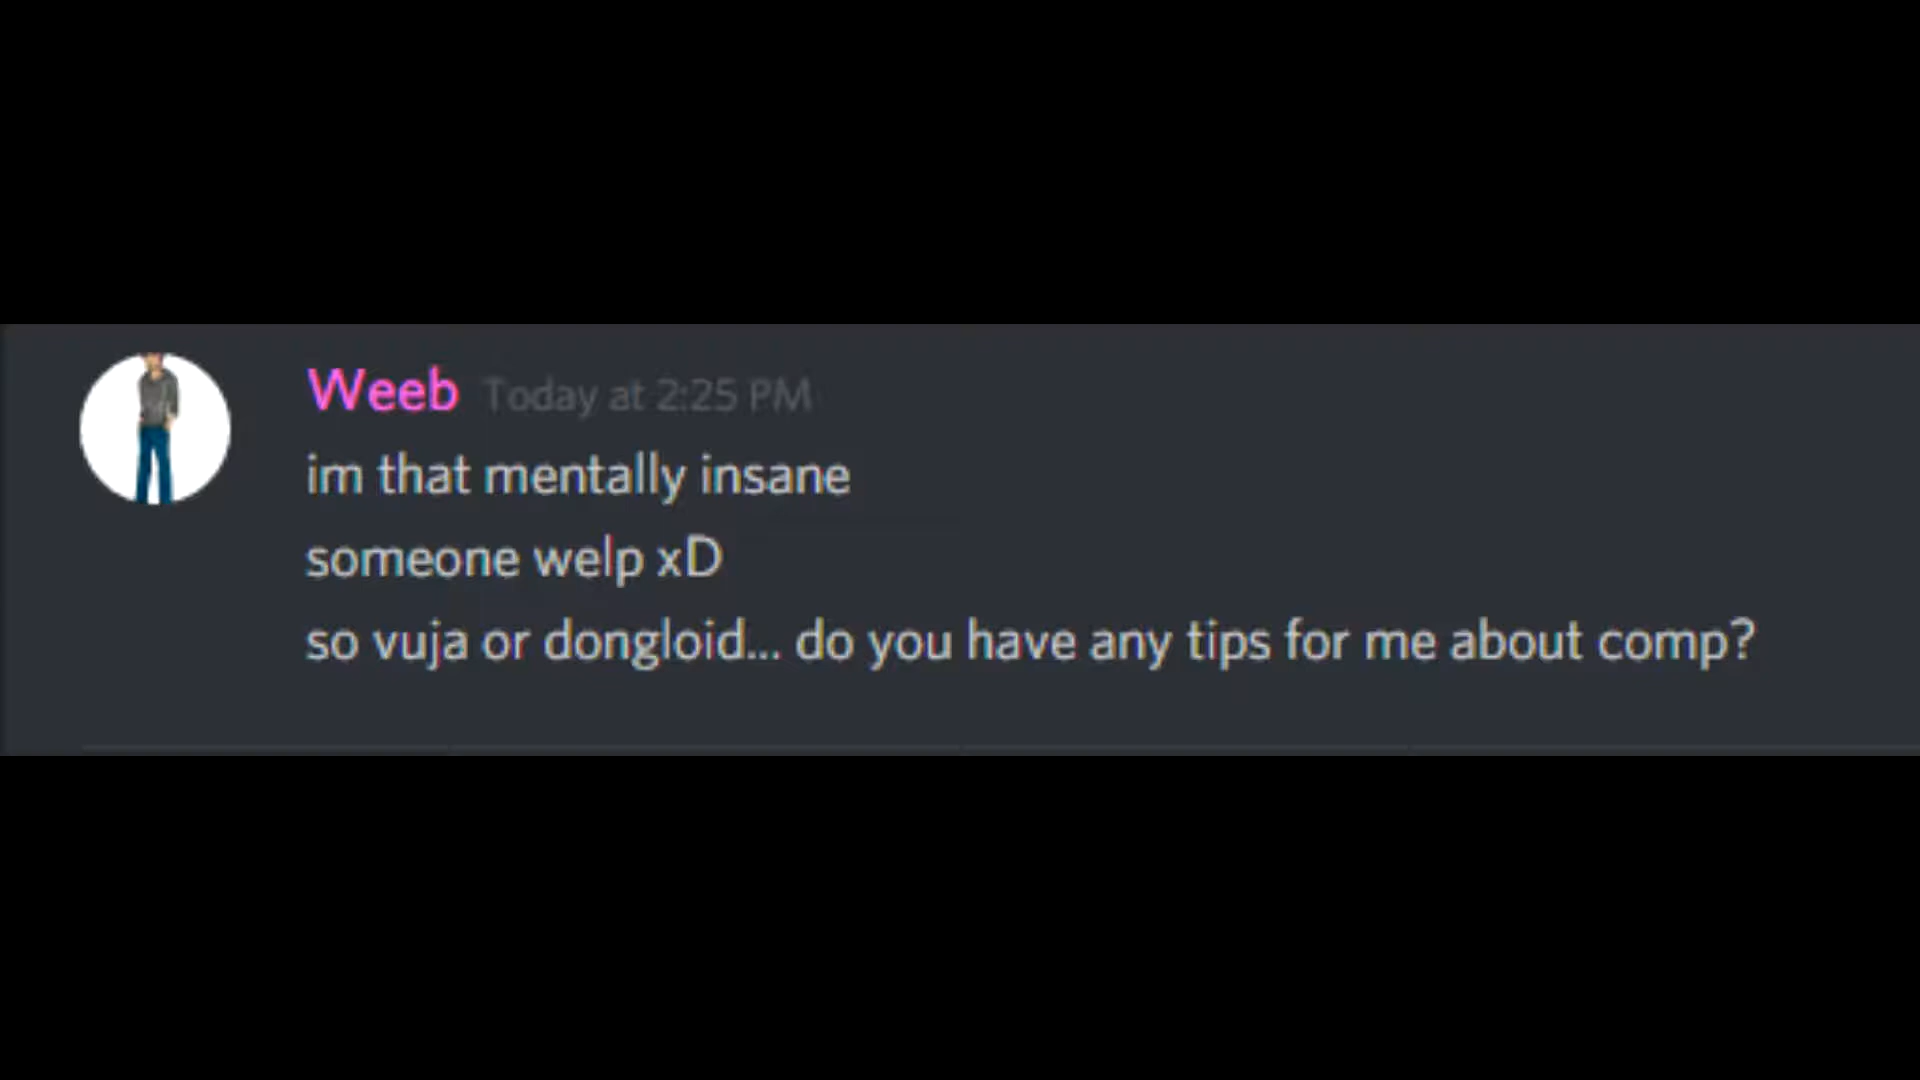 Weeb Today at 2:25 PM
im that mentally insane
someone welp xD
so vuja or dongloid... do you have any tips for me about comp?